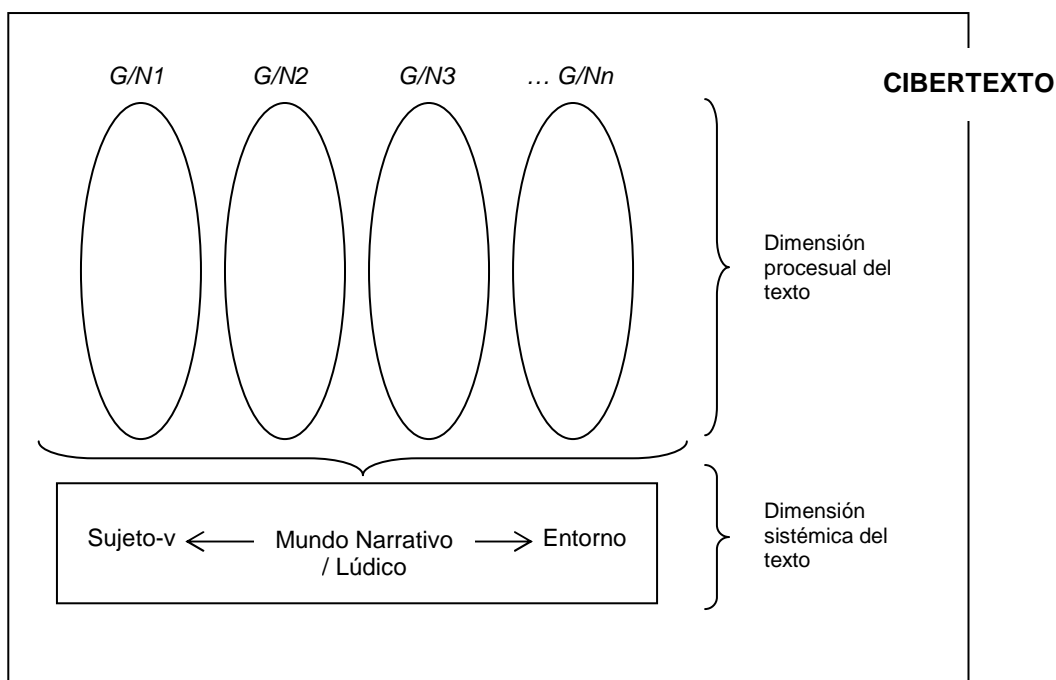 G/N1 G/N2 G/N3 … G/Nn
CIBERTEXTO
Dimensión
procesual del
texto
Sujeto-v Mundo Narrativo Entorno
/ Lúdico
Dimensión
sistémica del
texto